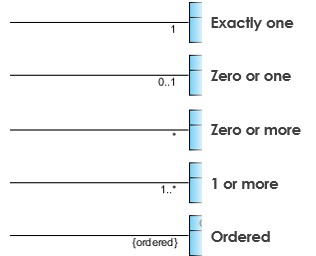 1 Exactly one
0..1 Zero or one
* Zero or more
1..* 1 or more
{ordered} Ordered